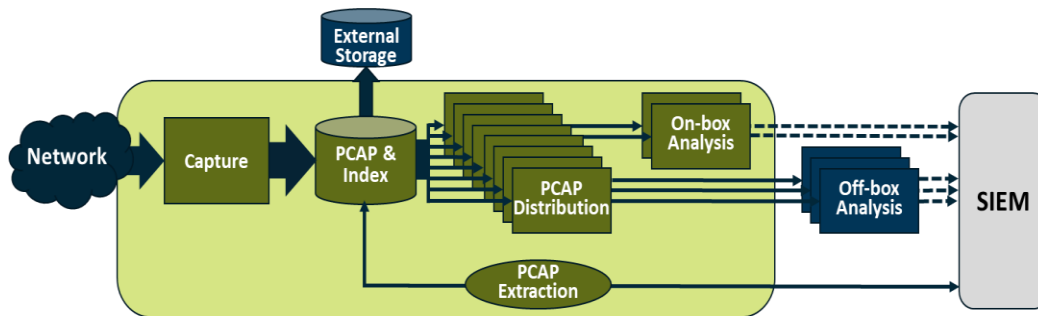 External
Storage
Network
Capture
PCAP &
Index
PCAP
Distribution
On-box
Analysis
Off-box
Analysis
SIEM
PCAP
Extraction